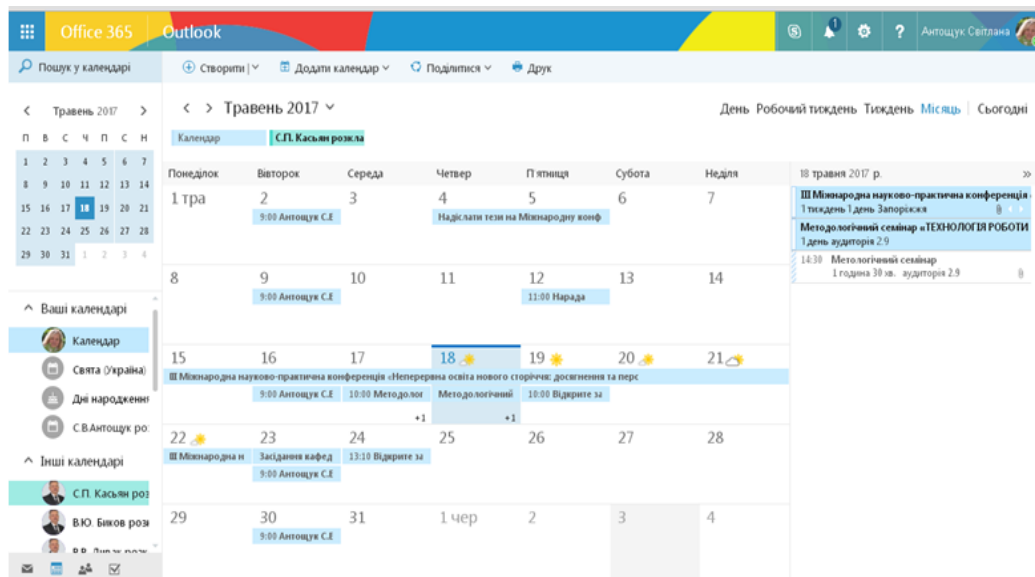 Office 365 Outlook
1
Антощук Світлана
Пошук у календарі
Створити
Додати календар
Поділитися
Друк
Травень 2017
П В С Ч П С Н
1 2 3 4 5 6 7
8 9 10 11 12 13 14
15 16 17 18 19 20 21
22 23 24 25 26 27 28
29 30 31 1 2 3 4
Ваші календарі
Календар
Свята (Україна)
Дні народження
С.В.Антощук ро
Інші календарі
С.П. Касьян роз
В.Ю. Биков роз
Травень 2017
День Робочий тиждень Тиждень Місяць Сьогодні
Календар С.П. Касьян розкла
Понеділок Вівторок Середа Четвер П'ятниця Субота Неділя
1 тра 2 3 4 5 6 7
9:00 Антощук С.Е Надіслати тези на Міжнародну конф
8 9 10 11 12 13 14
9:00 Антощук С.Е 11:00 Нарада
15 16 17 18 19 20 21
ІІІ Міжнародна науково-практична конференція «Неперервна освіта нового сторіччя: досягнення та перс
9:00 Антощук С.Е 10:00 Методолог Методологічний 10:00 Відкрите за
+1 +1
22 23 24 25 26 27 28
ІІІ Міжнародна н Засідання кафед 13:10 Відкрите за
9:00 Антощук С.Е
29 30 31 1 чер 2 3 4
9:00 Антощук С.Е
18 травня 2017 р.
ІІІ Міжнародна науково-практична конференція
1 тиждень 1 день Запоріжжя
Методологічний семінар «ТЕХНОЛОГІЯ РОБОТИ
1 день аудиторія 2.9
14:30 Метологічний семінар
1 година 30 хв. аудиторія 2.9